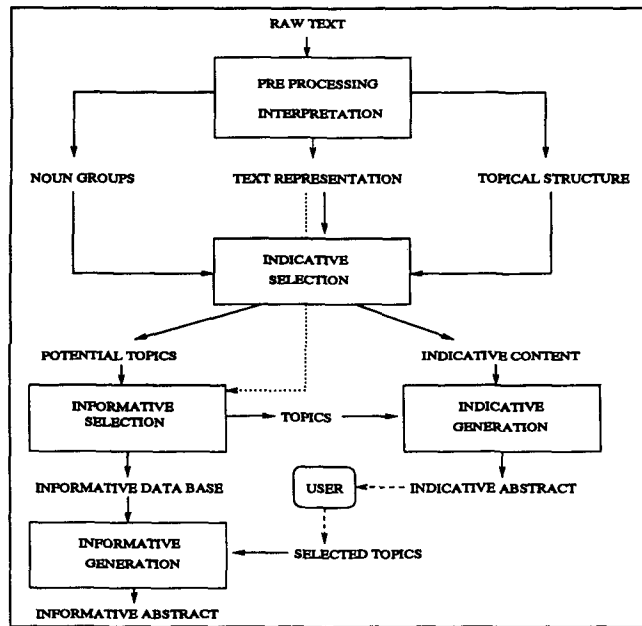 RAW TEXT
PRE PROCESSING
INTERPRETATION
NOUN GROUPS
TEXT REPRESENTATION
TOPICAL STRUCTURE
INDICATIVE
SELECTION
POTENTIAL TOPICS
INDICATIVE CONTENT
INFORMATIVE
SELECTION
TOPICS
INDICATIVE
GENERATION
INFORMATIVE DATA BASE
USER
INDICATIVE ABSTRACT
INFORMATIVE
GENERATION
SELECTED TOPICS
INFORMATIVE ABSTRACT